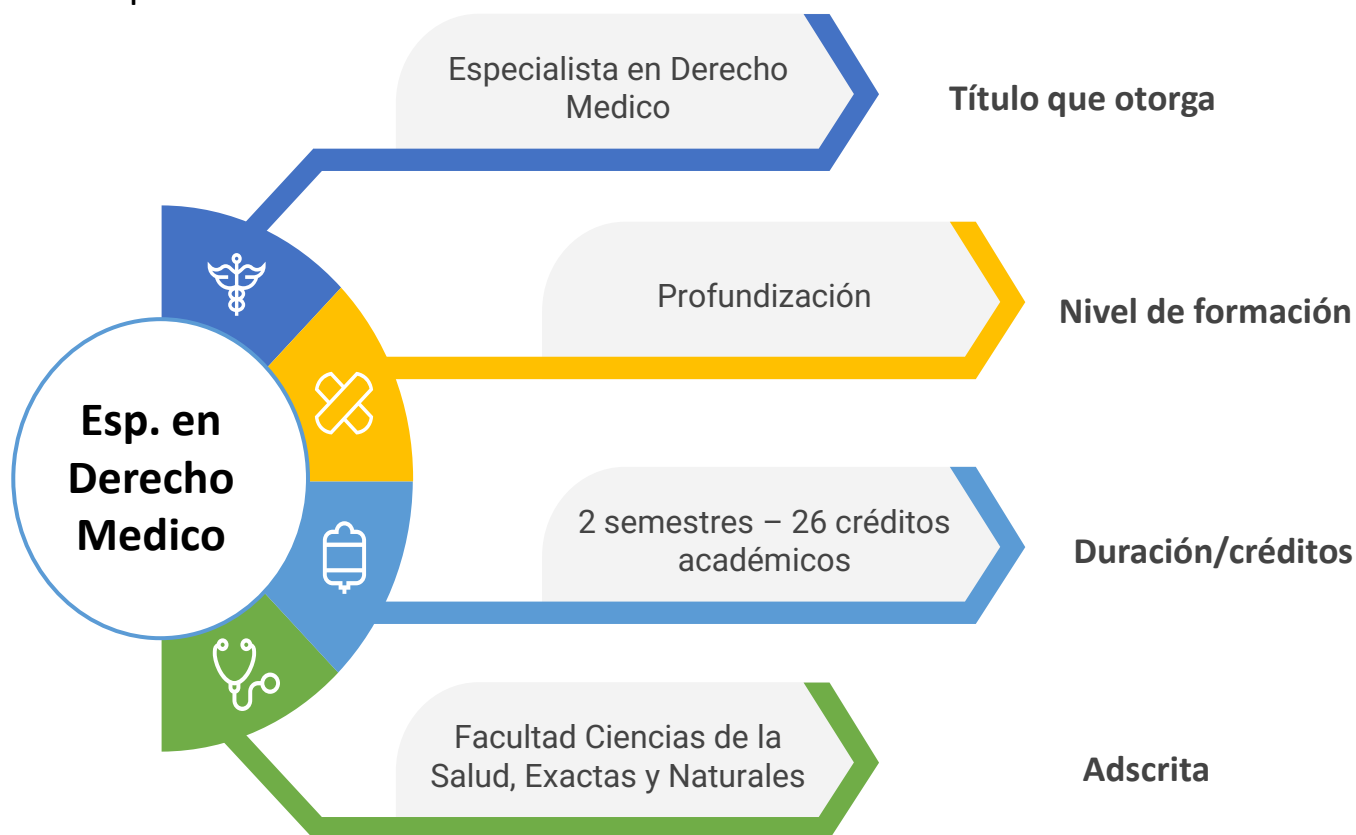 Especialista en Derecho
Medico
Título que otorga
Profundización
Nivel de formación
Esp. en
Derecho
Medico
2 semestres – 26 créditos
académicos
Duración/créditos
Facultad Ciencias de la
Salud, Exactas y Naturales
Adscrita